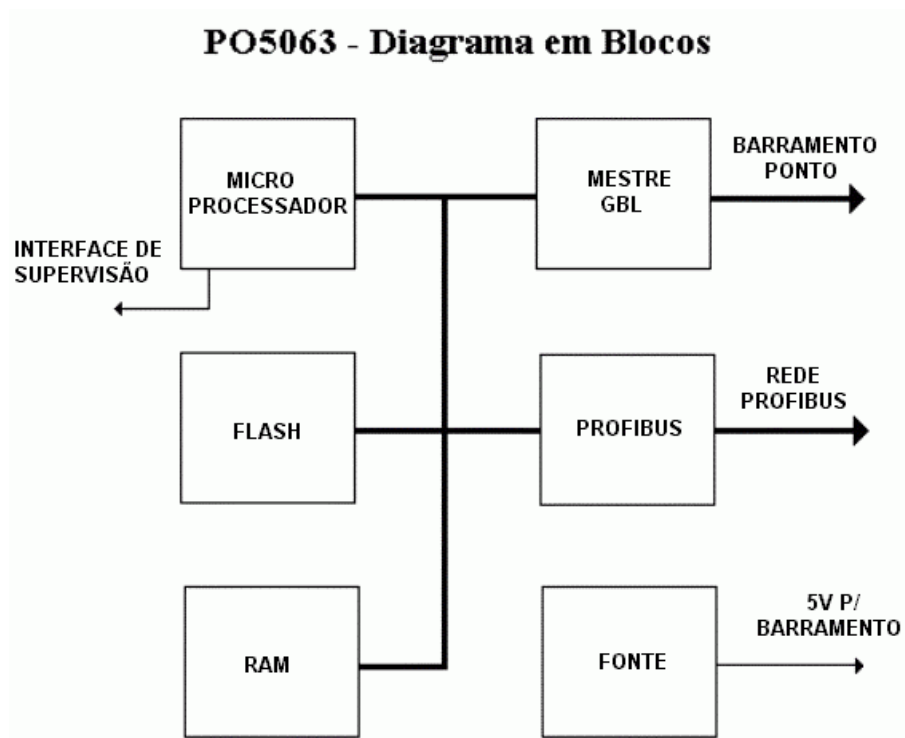 PO5063 - Diagrama em Blocos
MICRO
PROCESSADOR
MESTRE
GBL
BARRAMENTO
PONTO
INTERFACE DE
SUPERVISÃO
FLASH
PROFIBUS
REDE
PROFIBUS
RAM
FONTE
5V P/
BARRAMENTO